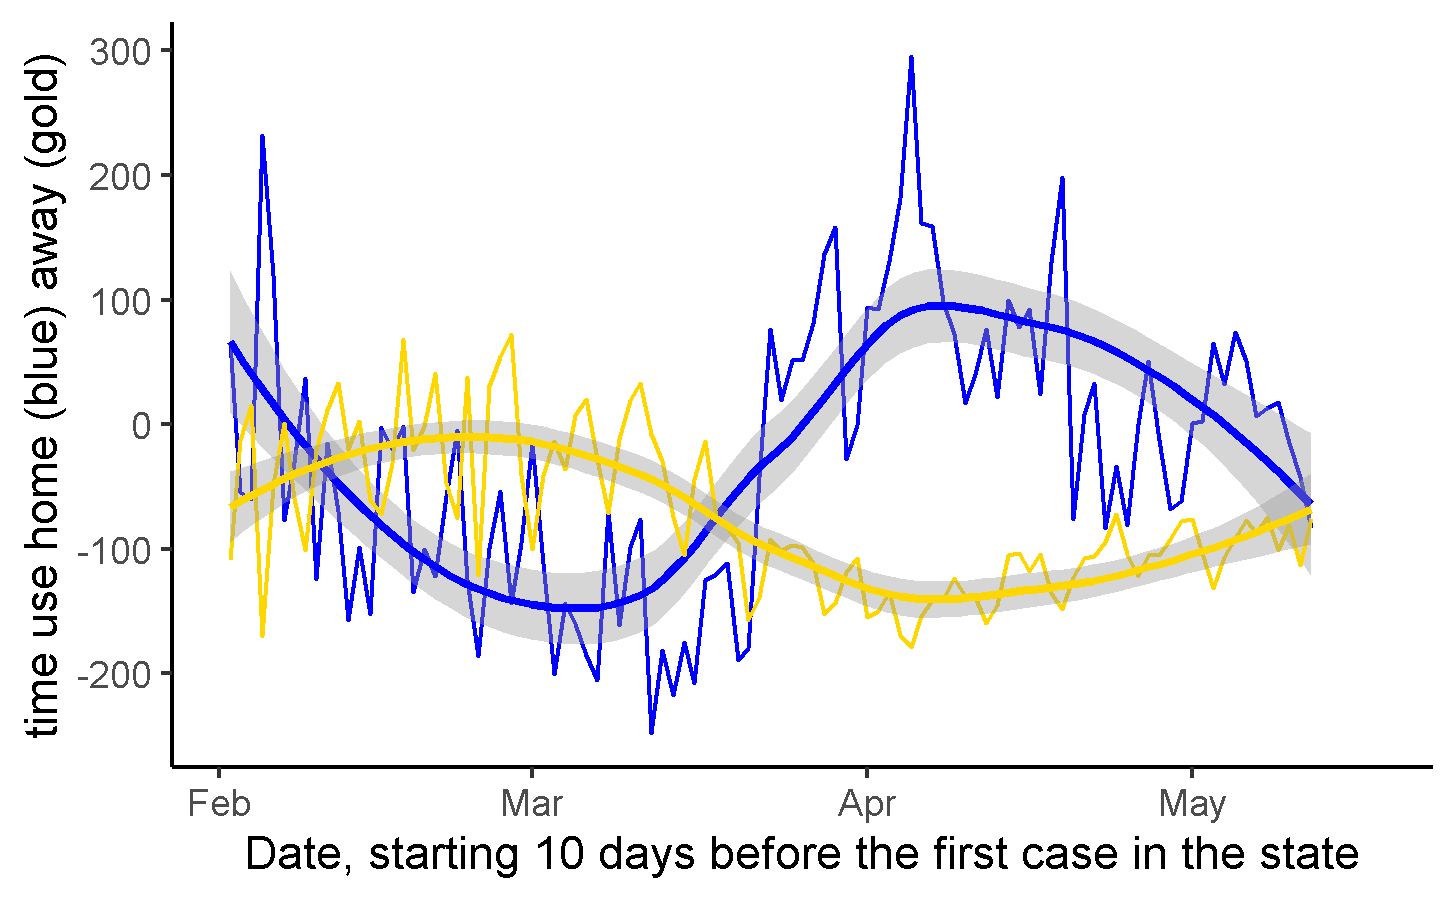 time use home (blue) away (gold)
300
200
100
0
-100
-200
Feb
Mar
Apr
May
Date, starting 10 days before the first case in the state